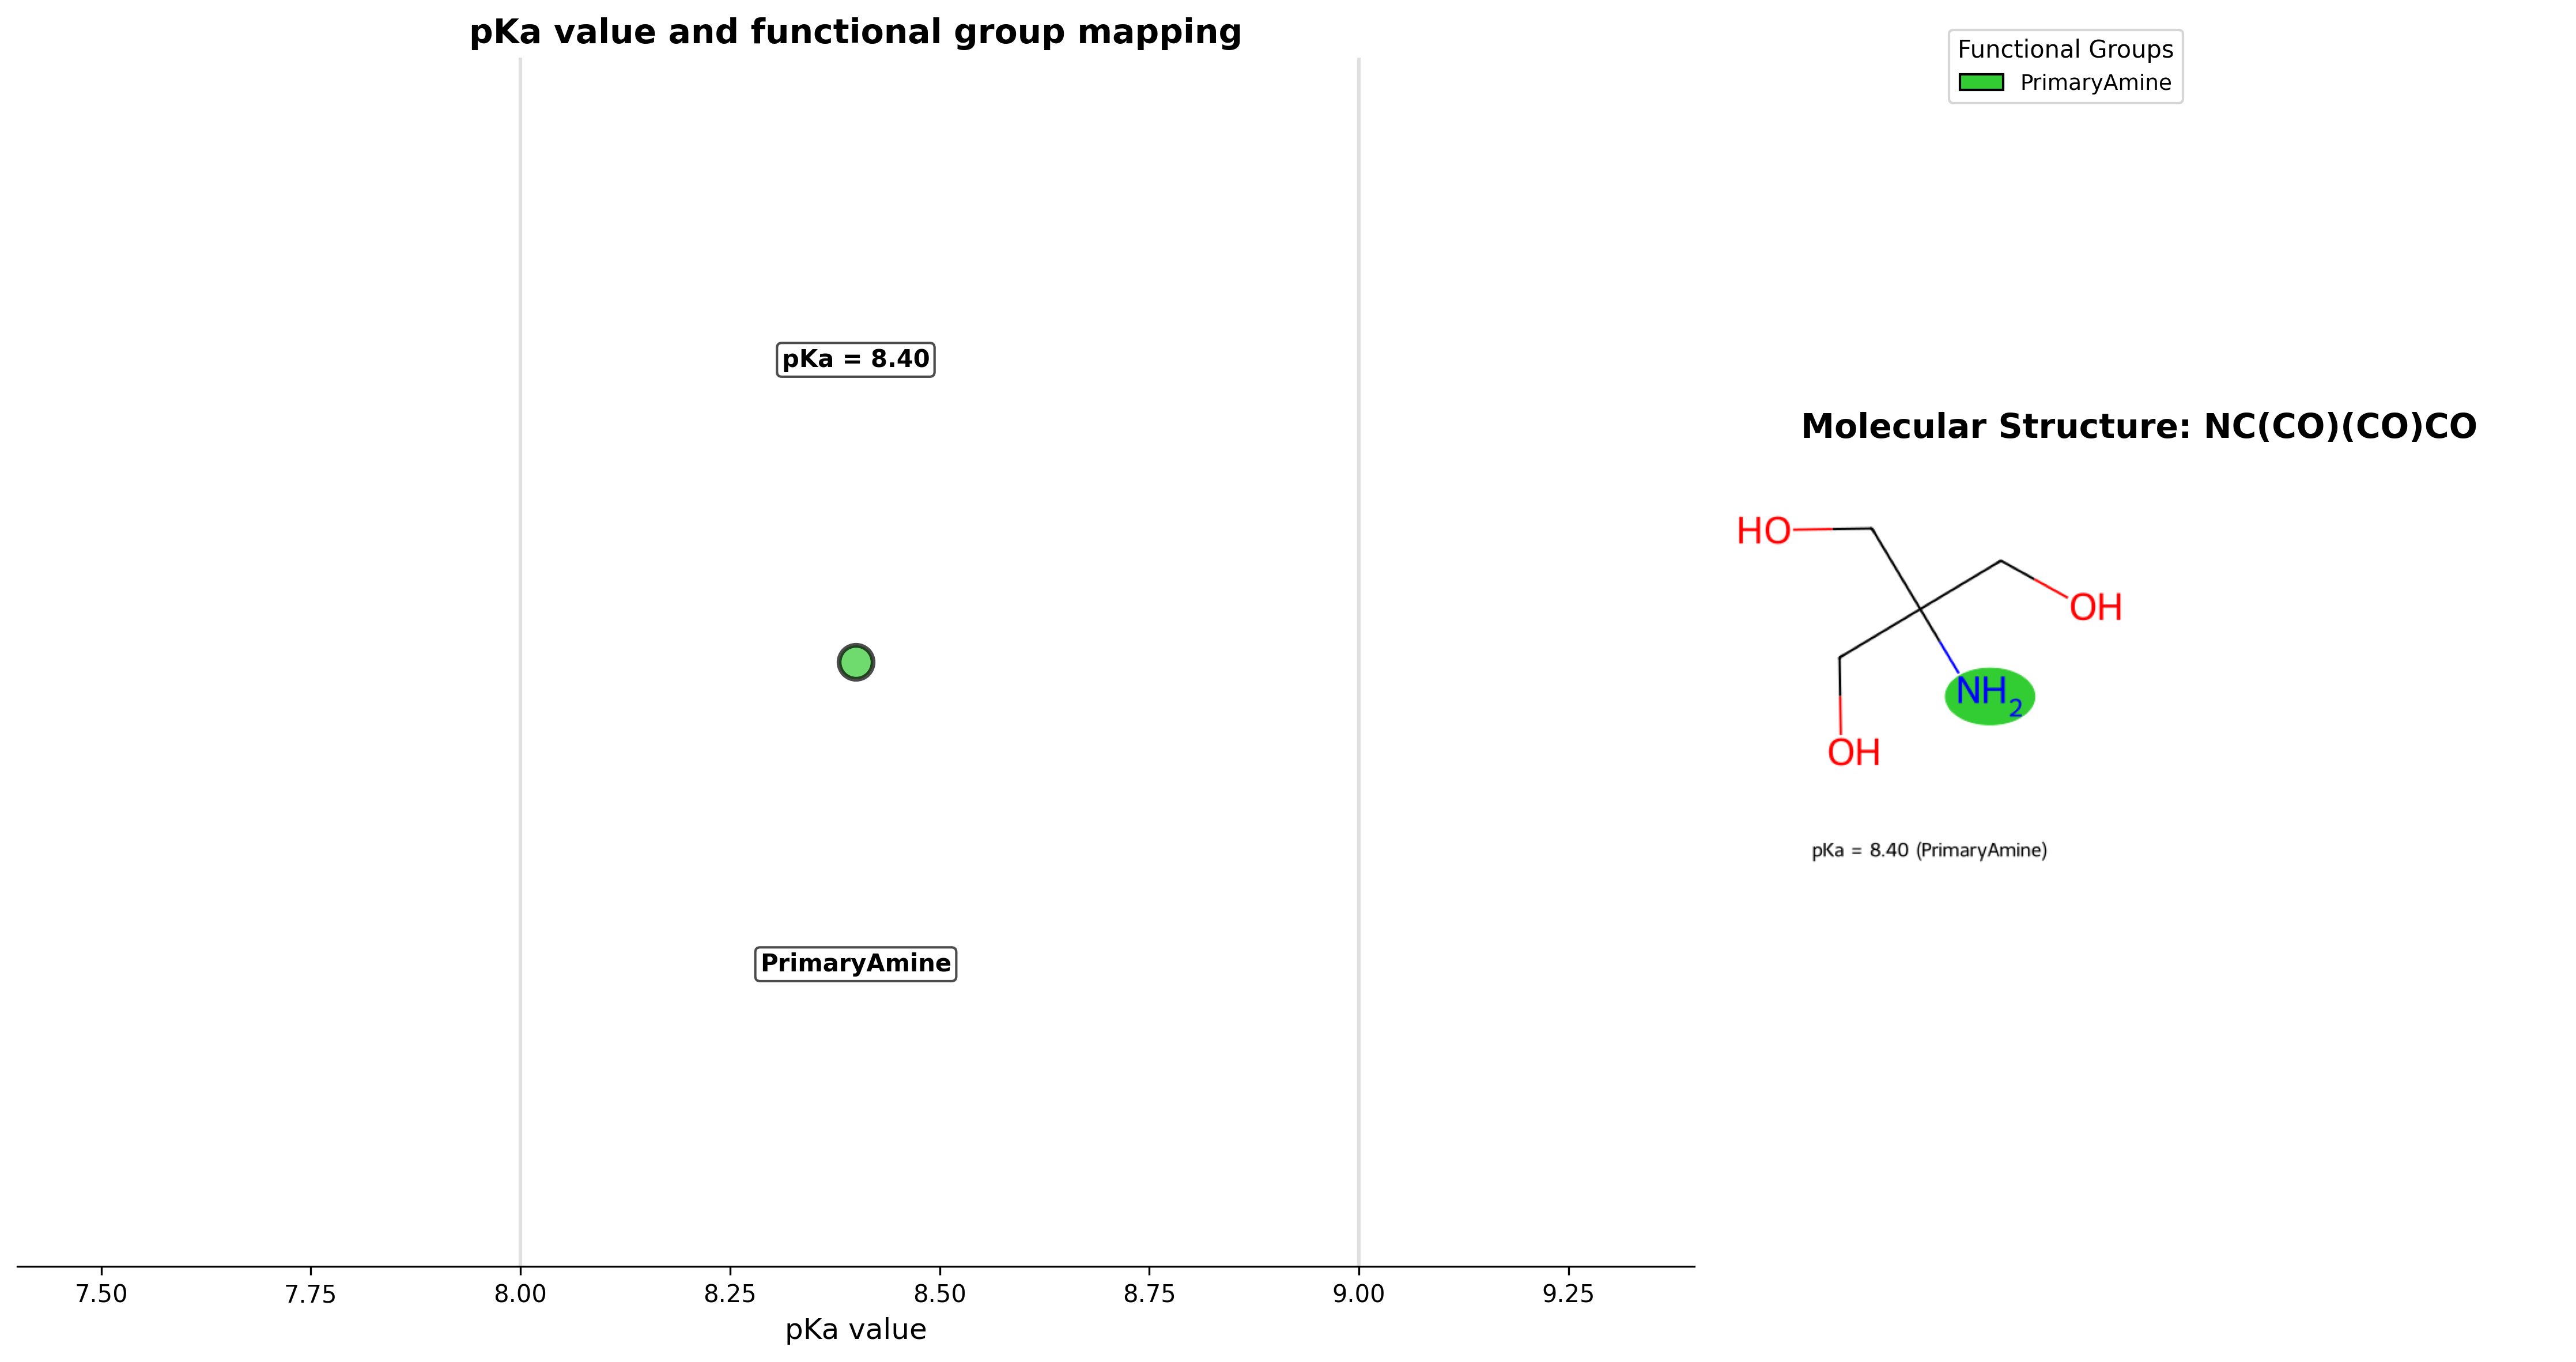 pKa value and functional group mapping
pKa = 8.40
PrimaryAmine
7.50 7.75 8.00 8.25 8.50 8.75 9.00 9.25
pKa value
Functional Groups
PrimaryAmine
Molecular Structure: NC(CO)(CO)CO
HO
OH
NH2
OH
pKa = 8.40 (PrimaryAmine)